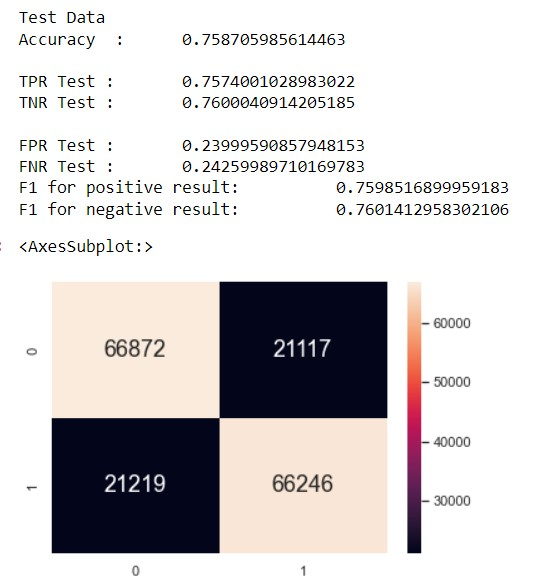 Test Data
Accuracy : 0.758705985614463
TPR Test : 0.7574001028983022
TNR Test : 0.7600040914205185
FPR Test : 0.23999590857948153
FNR Test : 0.24259989710169783
F1 for positive result: 0.7598516899959183
F1 for negative result: 0.7601412958302106
: <AxesSubplot:>
60000
0 66872 21117
50000
40000
1 21219 66246
30000
0 1